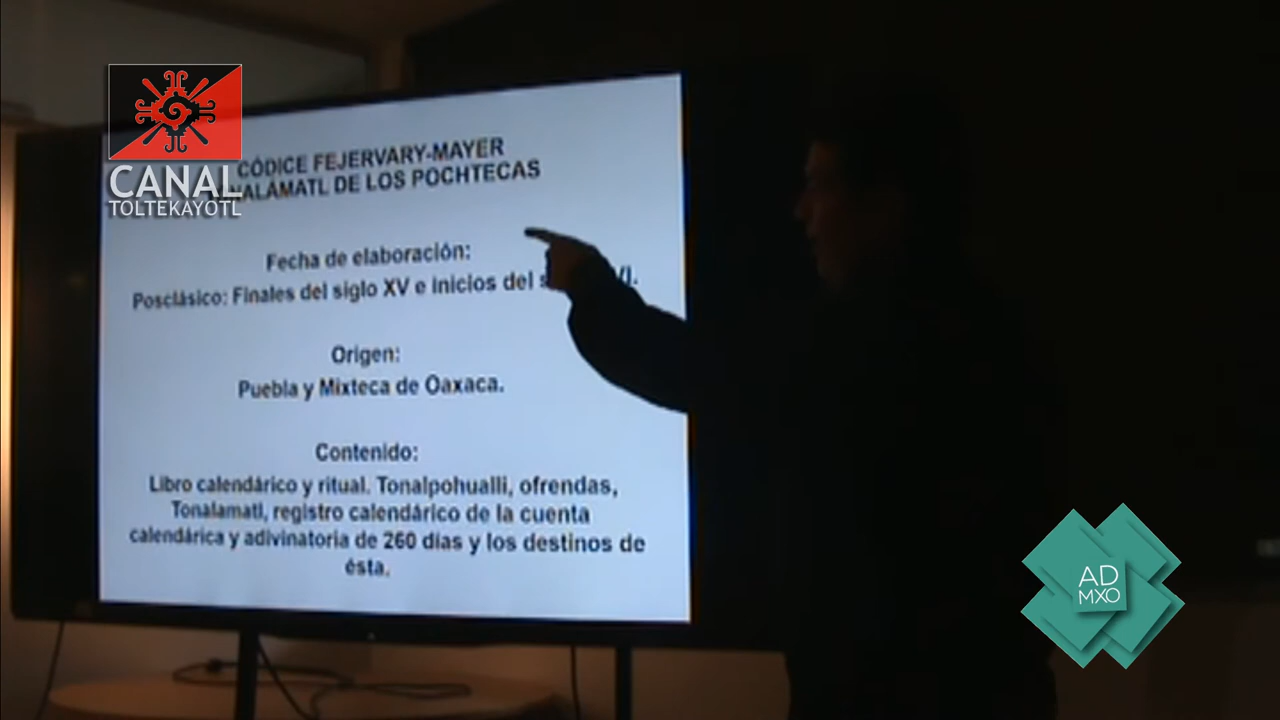 CÓDICE FEJERVARY-MAYER
DE LOS POCHTECAS
Fecha de elaboración:
Posclásico: Finales del siglo XV e inicios del
Origen:
Puebla y Mixteca de Oaxaca.
Contenido:
Libro calendárico y ritual. Tonalpohualli, ofrendas,
Tonalamatl, registro calendárico de la cuenta
calendárica y adivinatoria de 260 días y los destinos de
ésta.
CANAL
TOLTEKAYOTL
AD
MXO